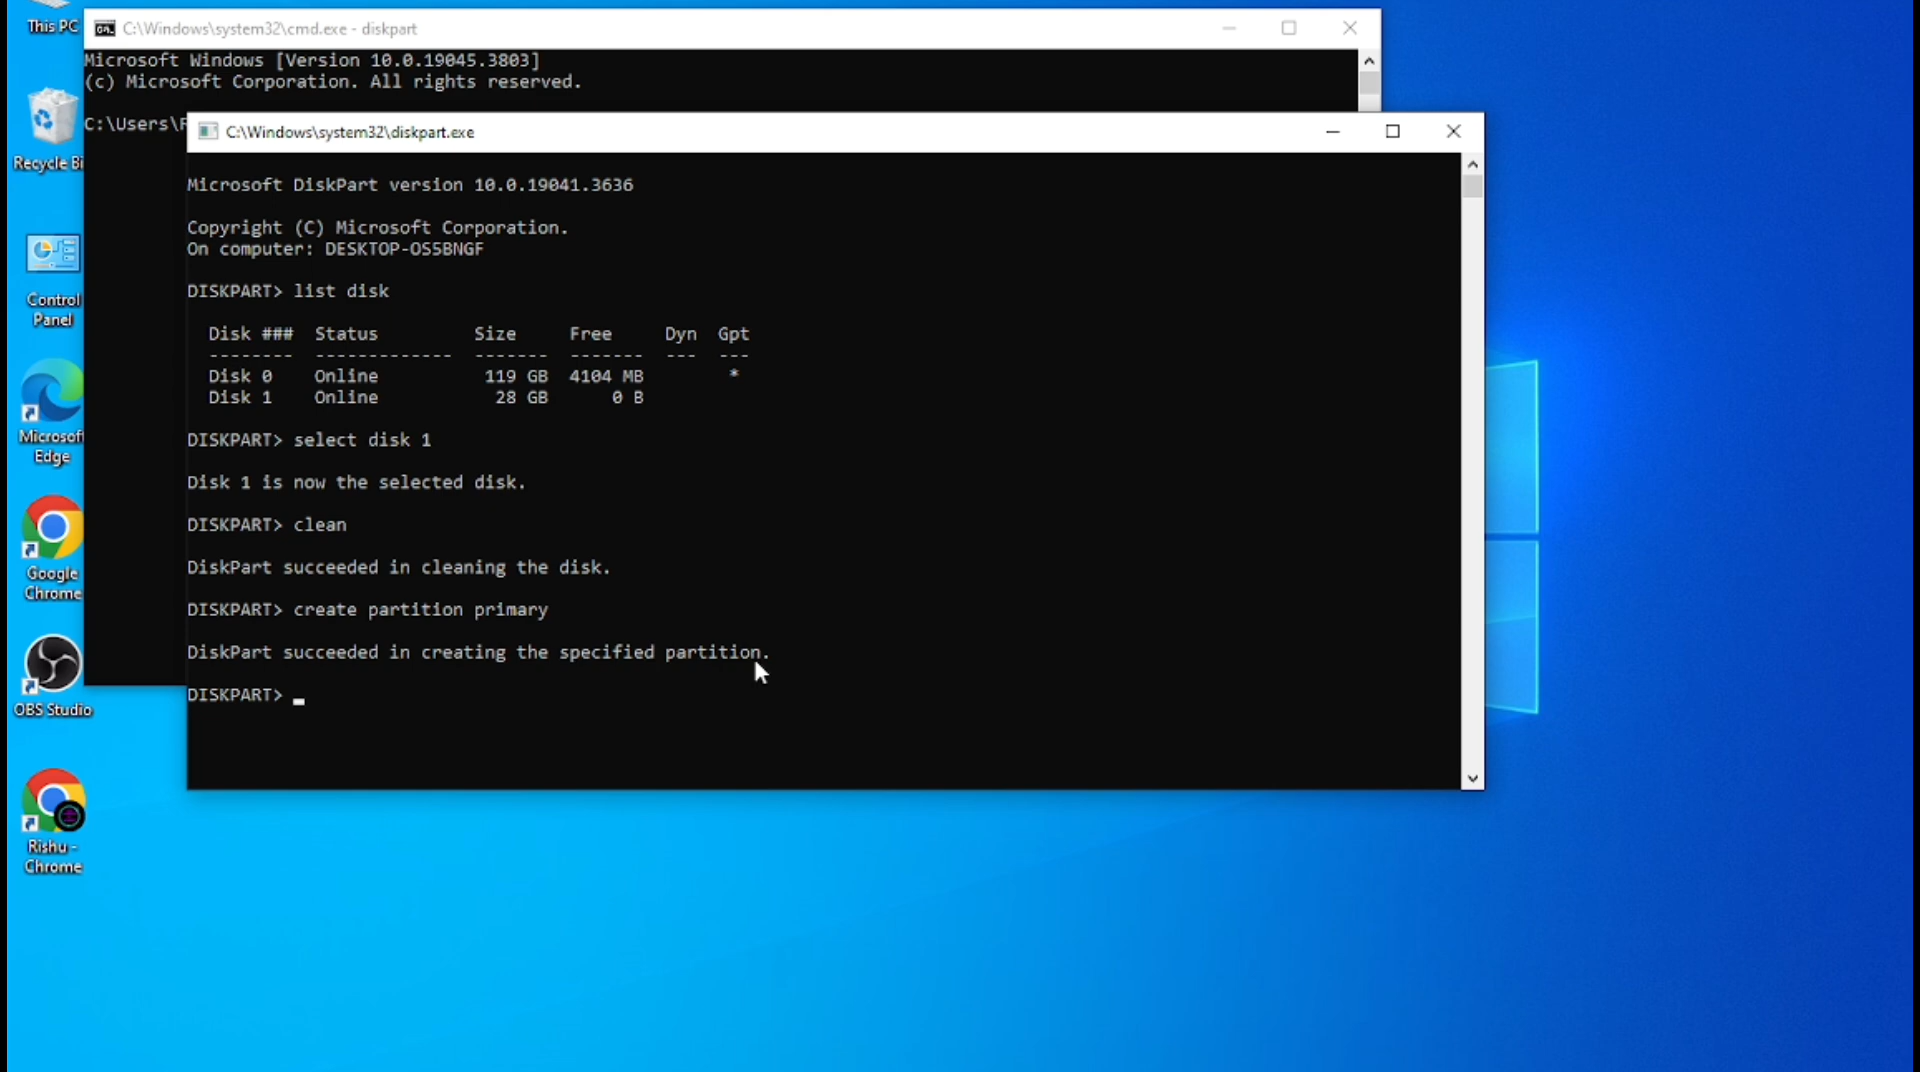 This PC
C:\Windows\system32\cmd.exe - diskpart
Microsoft Windows [Version 10.0.19045.3803]
(c) Microsoft Corporation. All rights reserved.
C:\Users\
Recycle Bi
C:\Windows\system32\diskpart.exe
Microsoft DiskPart version 10.0.19041.3636
Copyright (C) Microsoft Corporation.
On computer: DESKTOP-OS5BNGF
DISKPART> list disk
Disk ### Status Size Free Dyn Gpt
-------- ------------- ------- ------- --- ---
Disk 0 Online 119 GB 4104 MB *
Disk 1 Online 28 GB 0 B
DISKPART> select disk 1
Disk 1 is now the selected disk.
DISKPART> clean
DiskPart succeeded in cleaning the disk.
DISKPART> create partition primary
DiskPart succeeded in creating the specified partition.
DISKPART>
Control
Panel
Microsoft
Edge
Google
Chrome
OBS Studio
Rishu -
Chrome